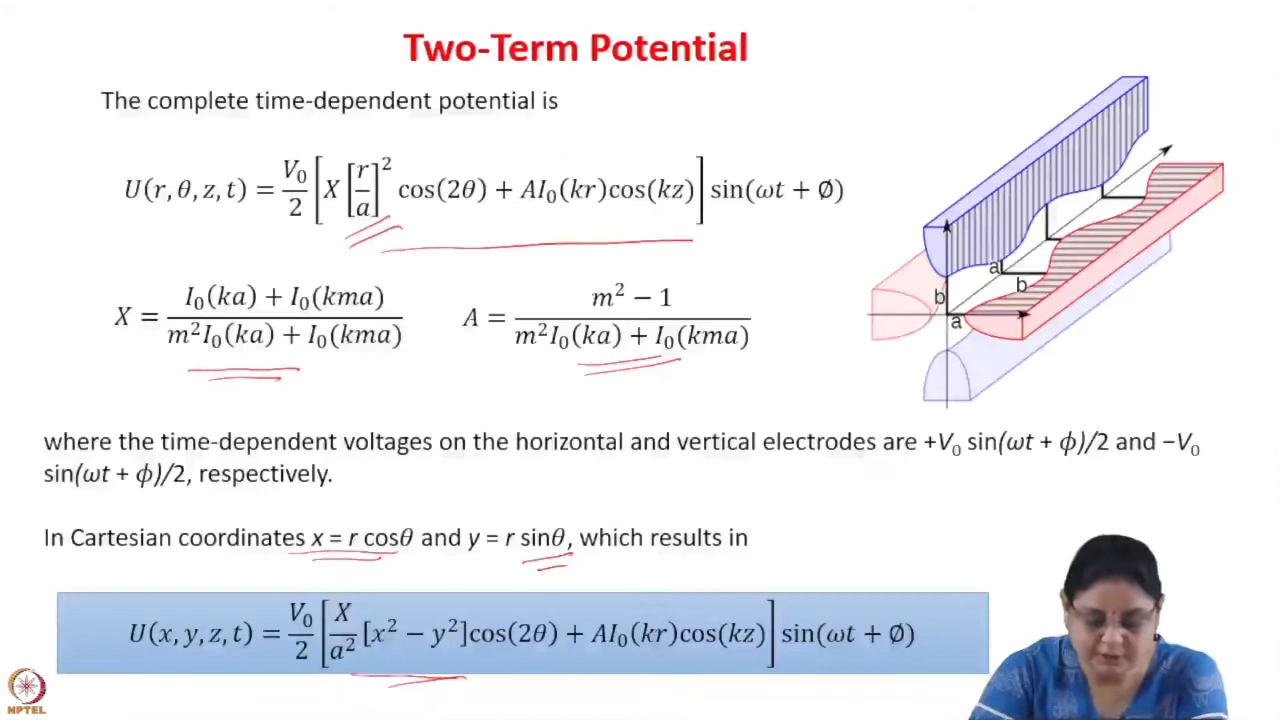 Two-Term Potential
The complete time-dependent potential is
U(r, θ, z, t) = V₀/2 [X [r/a]² cos(2θ) + AI₀(kr)cos(kz)] sin(ωt + ∅)
X = I₀(ka) + I₀(kma) / m²I₀(ka) + I₀(kma)   A = m² − 1 / m²I₀(ka) + I₀(kma)
a
b
b
a
where the time-dependent voltages on the horizontal and vertical electrodes are +V₀ sin(ωt + ϕ)/2 and −V₀
sin(ωt + ϕ)/2, respectively.
In Cartesian coordinates x = r cosθ and y = r sinθ, which results in
U(x, y, z, t) = V₀/2 [X/a² [x² − y²]cos(2θ) + AI₀(kr)cos(kz)] sin(ωt + ∅)
NPTEL